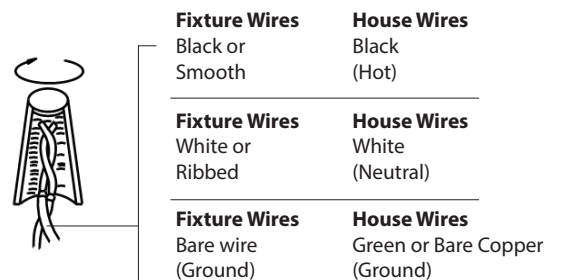 Fixture Wires House Wires
Black or Black
Smooth (Hot)
Fixture Wires House Wires
White or White
Ribbed (Neutral)
Fixture Wires House Wires
Bare wire Green or Bare Copper
(Ground) (Ground)